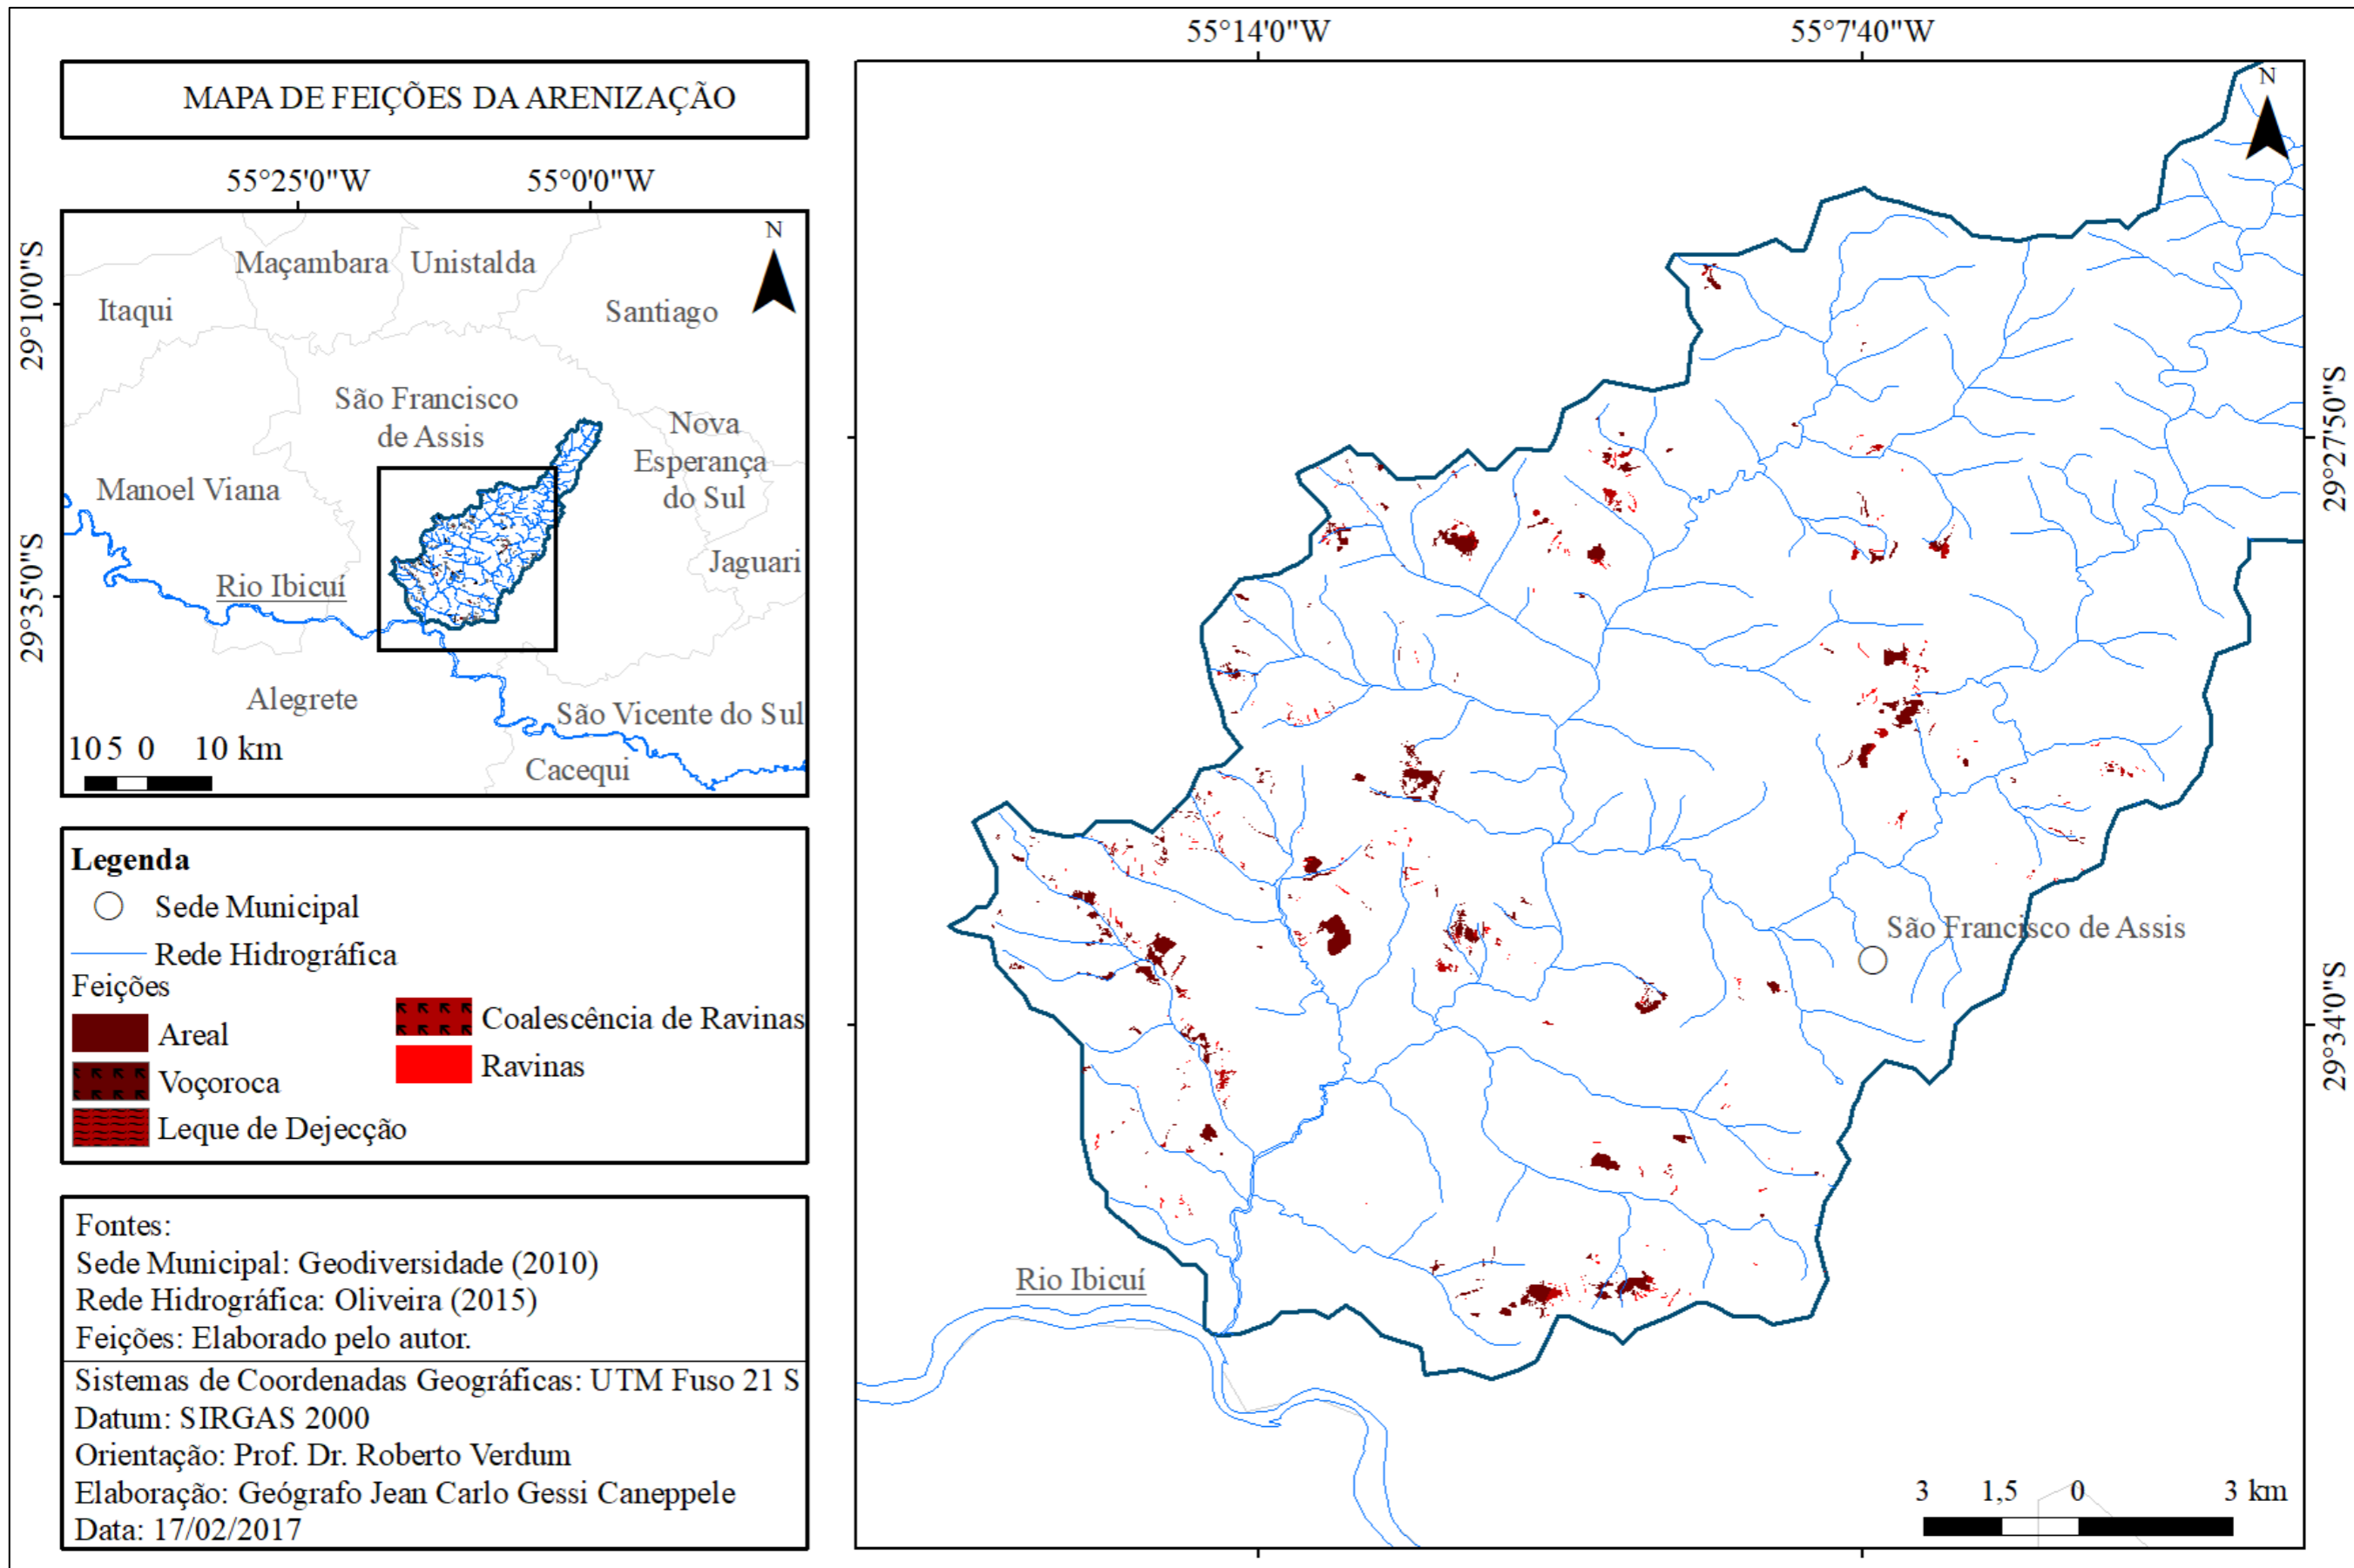 MAPA DE FEIÇÕES DA ARENIZAÇÃO
55°25'0"W 55°0'0"W
29°10'0"S
29°35'0"S
N
Maçambara Unistalda
Itaqui
Santiago
São Francisco
de Assis
Nova
Esperança
do Sul
Manoel Viana
Jaguari
Rio Ibicuí
Alegrete
São Vicente do Sul
Cacequi
10 5 0 10 km
Legenda
Sede Municipal
Rede Hidrográfica
Feições
Areal
Voçoroca
Leque de Dejecção
Coalescência de Ravinas
Ravinas
Fontes:
Sede Municipal: Geodiversidade (2010)
Rede Hidrográfica: Oliveira (2015)
Feições: Elaborado pelo autor.
Sistemas de Coordenadas Geográficas: UTM Fuso 21 S
Datum: SIRGAS 2000
Orientação: Prof. Dr. Roberto Verdum
Elaboração: Geógrafo Jean Carlo Gessi Caneppele
Data: 17/02/2017
55°14'0"W 55°7'40"W
N
29°27'50"S
São Francisco de Assis
29°34'0"S
Rio Ibicuí
3 1,5 0 3 km